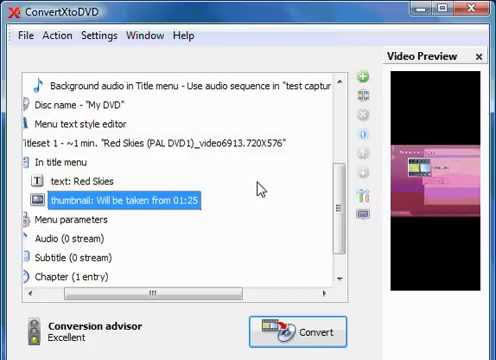 ConvertXtoDVD
File Action Settings Window Help
Video Preview
Background audio in Title menu - Use audio sequence in "test captur
Disc name - "My DVD"
Menu text style editor
Titleset 1 - ~1 min. "Red Skies (PAL DVD1)_video6913.720X576"
In title menu
T text: Red Skies
thumbnail: Will be taken from 01:25
Menu parameters
Audio (0 stream)
Subtitle (0 stream)
Chapter (1 entry)
Conversion advisor
Excellent
Convert